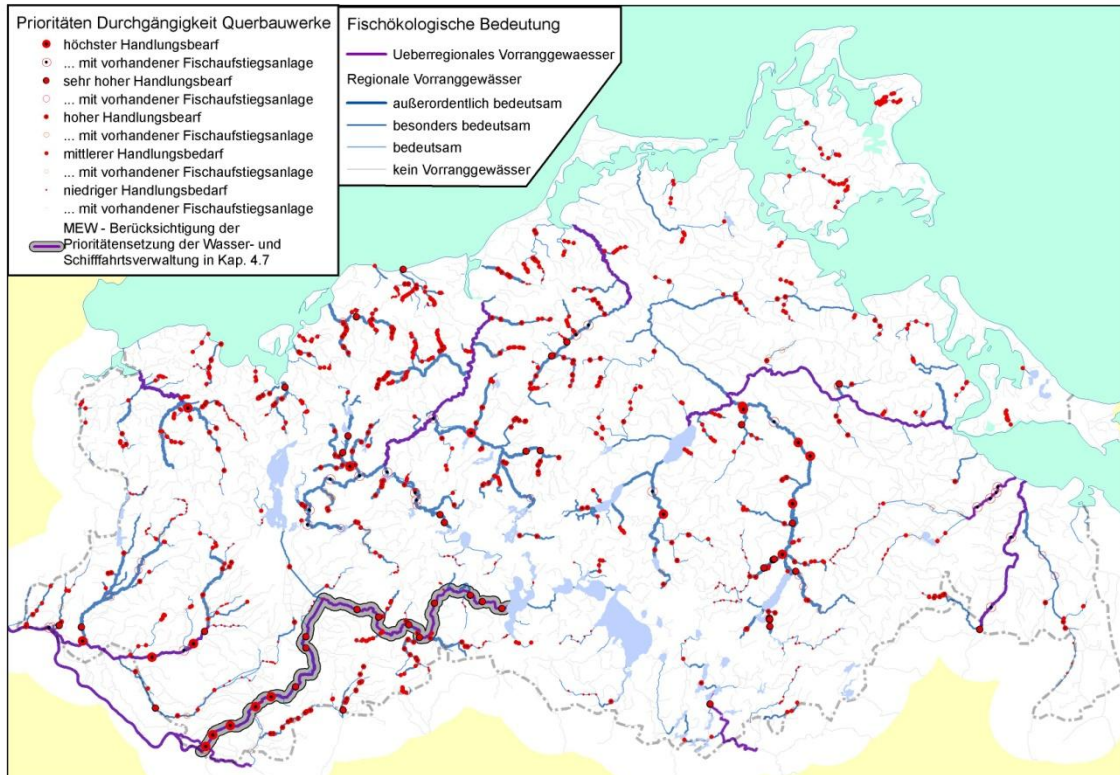 Prioritäten Durchgängigkeit Querbauwerke
höchster Handlungsbearf
... mit vorhandener Fischaufstiegsanlage
sehr hoher Handlungsbearf
... mit vorhandener Fischaufstiegsanlage
hoher Handlungsbearf
... mit vorhandener Fischaufstiegsanlage
mittlerer Handlungsbedarf
... mit vorhandener Fischaufstiegsanlage
niedriger Handlungsbedarf
... mit vorhandener Fischaufstiegsanlage
MEW - Berücksichtigung der
Prioritätensetzung der Wasser- und
Schifffahrtsverwaltung in Kap. 4.7
Fischökologische Bedeutung
Ueberregionales Vorranggewaesser
Regionale Vorranggewässer
außerordentlich bedeutsam
besonders bedeutsam
bedeutsam
kein Vorranggewässer